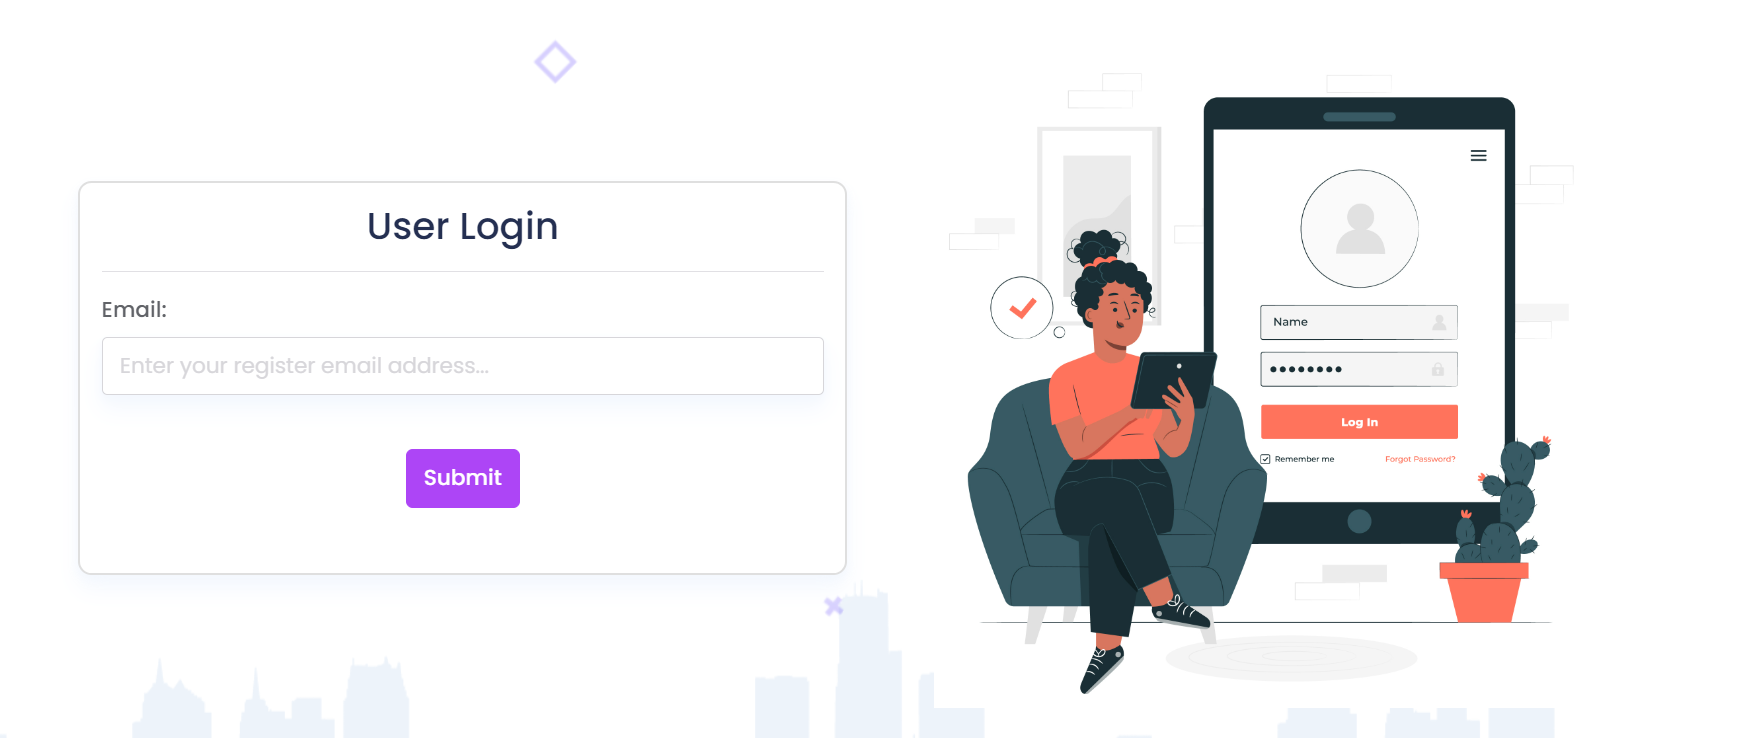 User Login
Email:
Enter your register email address...
Submit
Name
Log In
Remember me
Forgot Password?